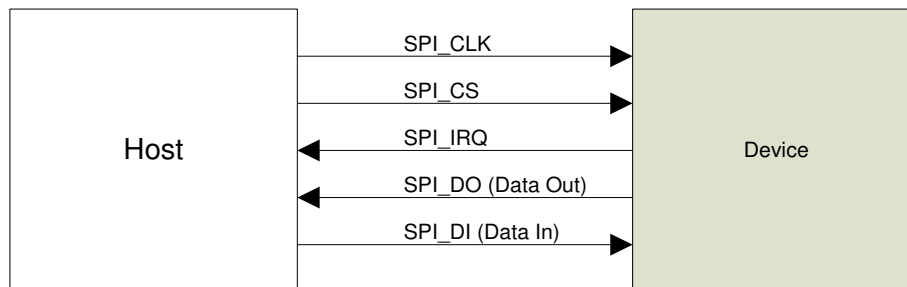 SPI_CLK
SPI_CS
Host
SPI_IRQ
Device
SPI_DO (Data Out)
SPI_DI (Data In)